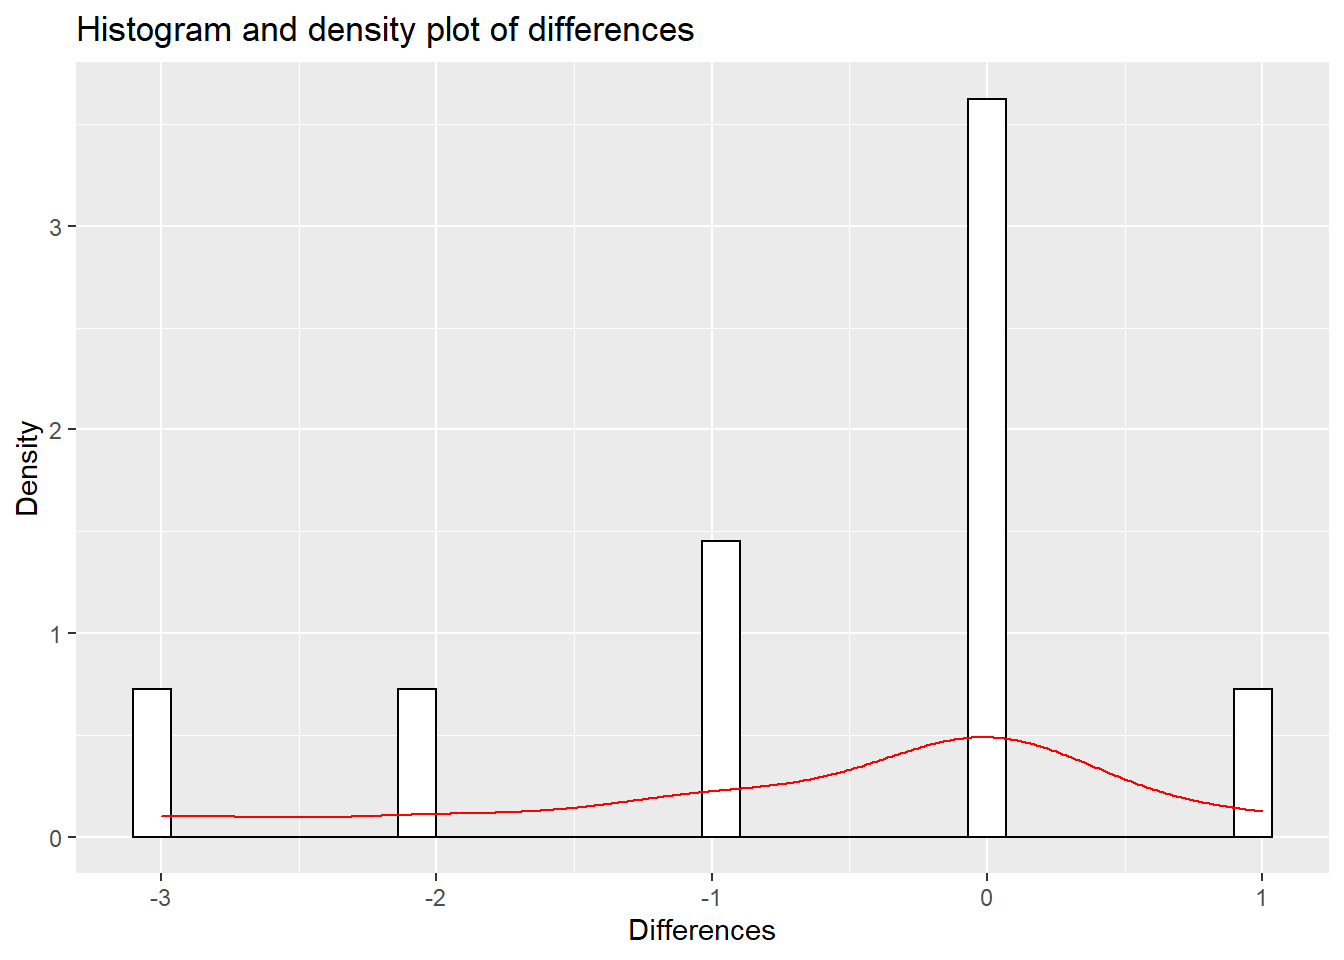 Histogram and density plot of differences
Density
3
2
1
0
-3 -2 -1 0 1
Differences